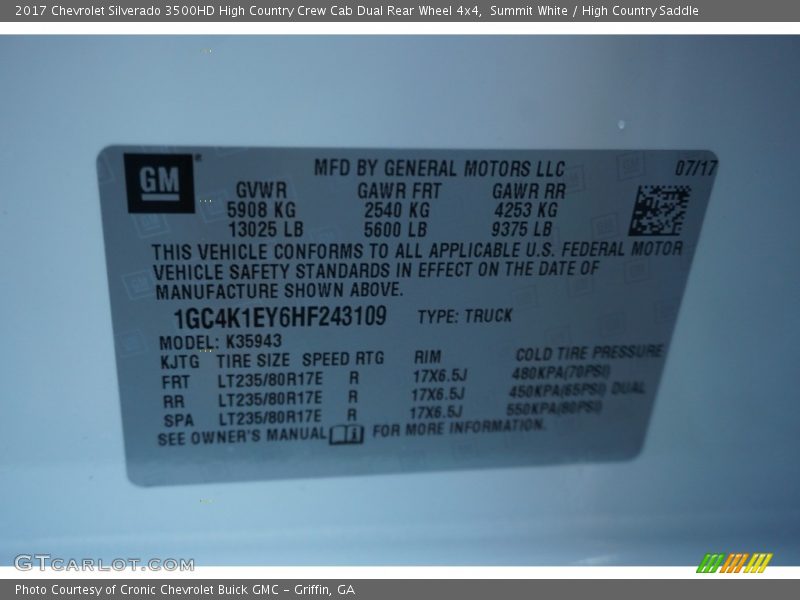 2017 Chevrolet Silverado 3500HD High Country Crew Cab Dual Rear Wheel 4x4, Summit White / High Country Saddle
GM® MFD BY GENERAL MOTORS LLC 07/17
GVWR GAWR FRT GAWR RR
5908 KG 2540 KG 4253 KG
13025 LB 5600 LB 9375 LB
THIS VEHICLE CONFORMS TO ALL APPLICABLE U.S. FEDERAL MOTOR
VEHICLE SAFETY STANDARDS IN EFFECT ON THE DATE OF
MANUFACTURE SHOWN ABOVE.
1GC4K1EY6HF243109 TYPE: TRUCK
MODEL: K35943
KJTG TIRE SIZE SPEED RTG RIM COLD TIRE PRESSURE
FRT LT235/80R17E R 17X6.5J 480KPA(70PSI)
RR LT235/80R17E R 17X6.5J 450KPA(65PSI) DUAL
SPA LT235/80R17E R 17X6.5J 550KPA(80PSI)
SEE OWNER'S MANUAL FOR MORE INFORMATION.
GTCARLOT.COM
Photo Courtesy of Cronic Chevrolet Buick GMC – Griffin, GA